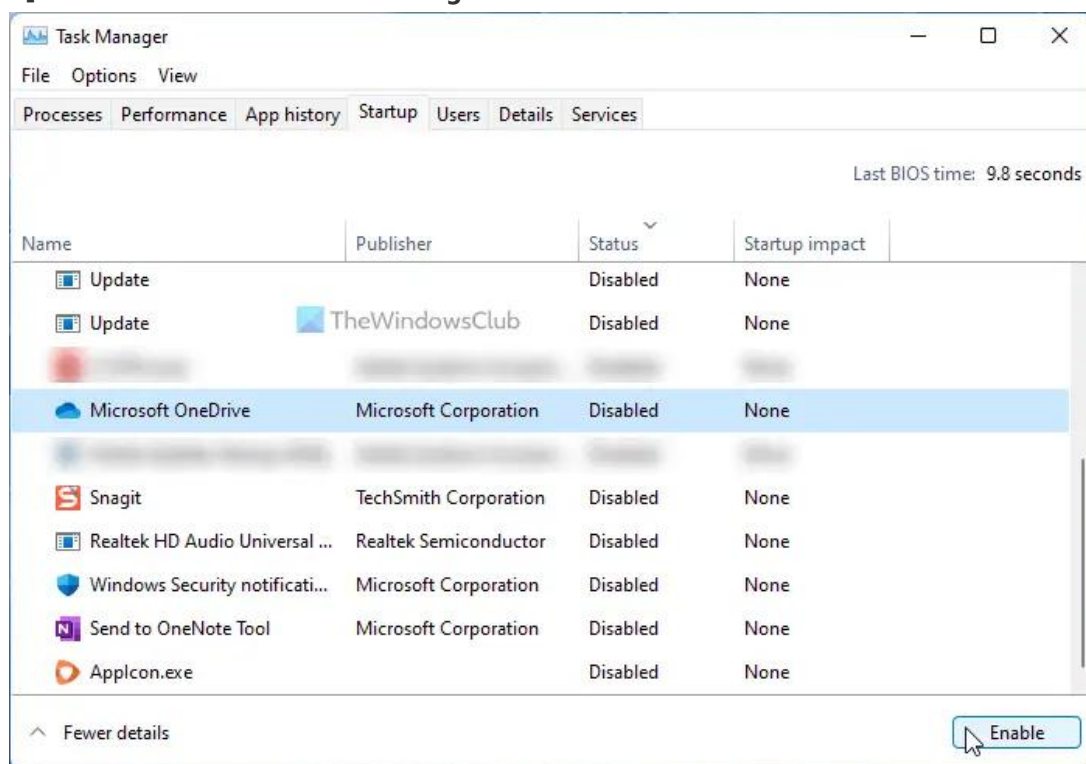 Task Manager
File Options View
Processes Performance App history Startup Users Details Services
Last BIOS time: 9.8 seconds
Name Publisher Status Startup impact
Update Disabled None
Update TheWindowsClub Disabled None
Microsoft OneDrive Microsoft Corporation Disabled None
Snagit TechSmith Corporation Disabled None
Realtek HD Audio Universal ... Realtek Semiconductor Disabled None
Windows Security notificati... Microsoft Corporation Disabled None
Send to OneNote Tool Microsoft Corporation Disabled None
AppIcon.exe Disabled None
Fewer details Enable